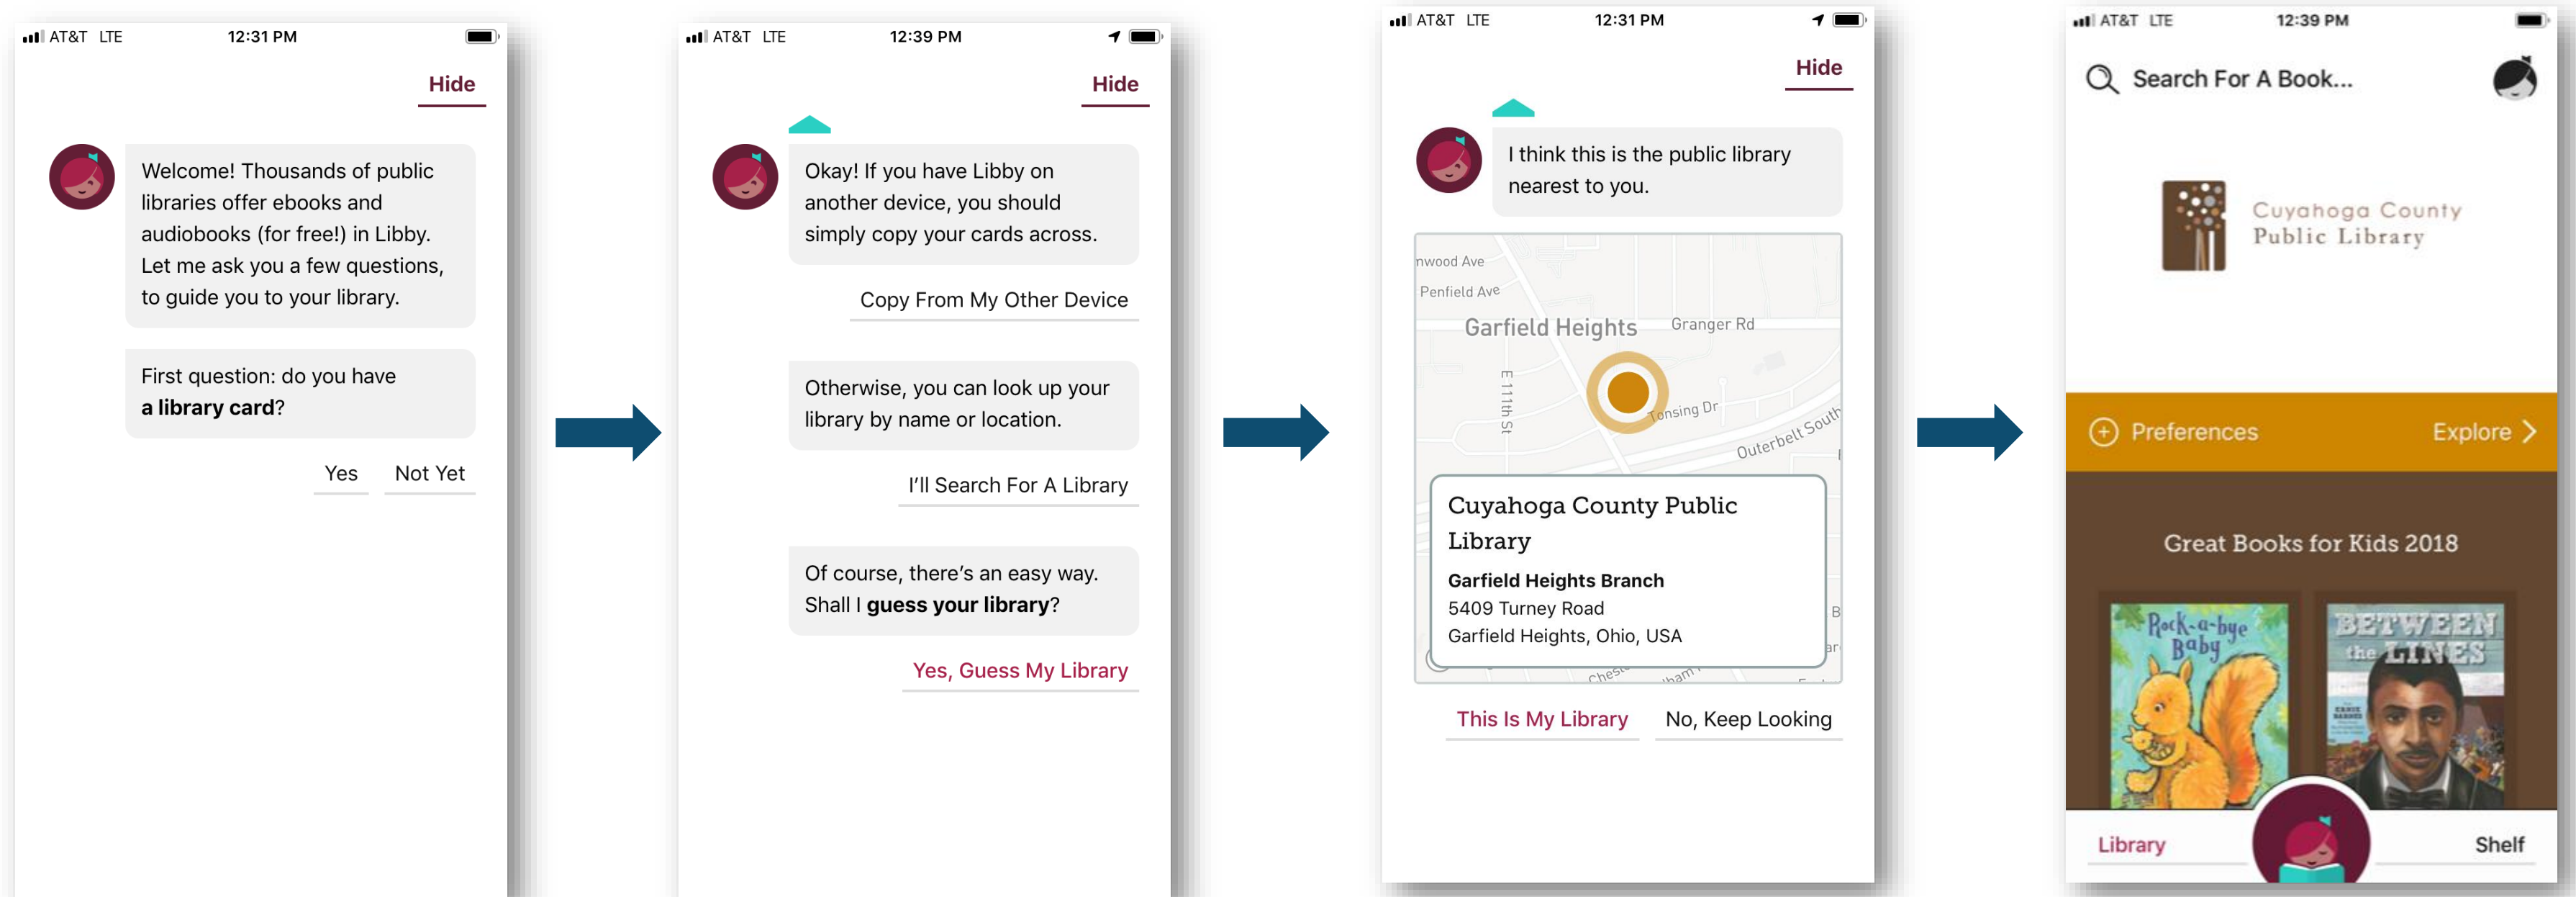 AT&T LTE 12:31 PM
Hide
Welcome! Thousands of public
libraries offer ebooks and
audiobooks (for free!) in Libby.
Let me ask you a few questions,
to guide you to your library.
First question: do you have
a library card?
Yes Not Yet
AT&T LTE 12:39 PM
Hide
Okay! If you have Libby on
another device, you should
simply copy your cards across.
Copy From My Other Device
Otherwise, you can look up your
library by name or location.
I'll Search For A Library
Of course, there's an easy way.
Shall I guess your library?
Yes, Guess My Library
AT&T LTE 12:31 PM
Hide
I think this is the public library
nearest to you.
nwood Ave
Penfield Ave
Garfield Heights Granger Rd
E 111th St
Tonsing Dr
Outerbelt South
Cuyahoga County Public
Library
Garfield Heights Branch
5409 Turney Road
Garfield Heights, Ohio, USA
This Is My Library No, Keep Looking
AT&T LTE 12:39 PM
Search For A Book...
Cuyahoga County
Public Library
Preferences Explore
Great Books for Kids 2018
Rock-a-bye
Baby
BETWEEN
the LINES
Library Shelf